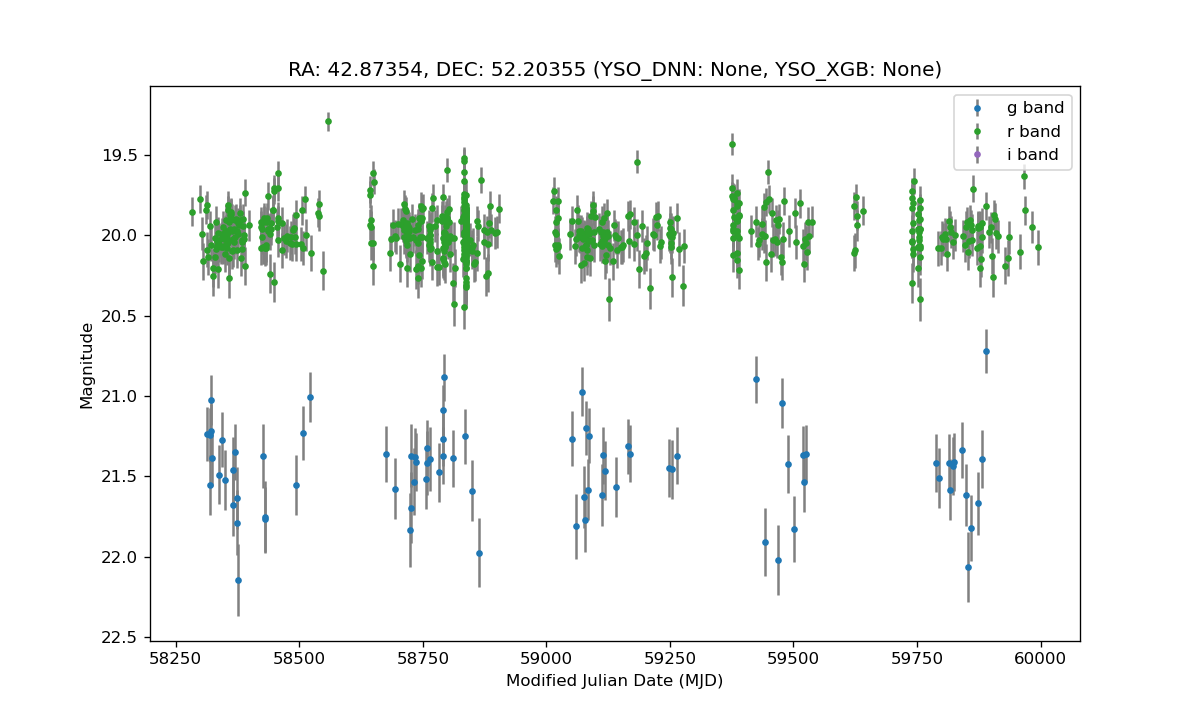 RA: 42.87354, DEC: 52.20355 (YSO_DNN: None, YSO_XGB: None)
g band
r band
i band
19.5
20.0
20.5
21.0
21.5
22.0
22.5
Magnitude
58250 58500 58750 59000 59250 59500 59750 60000
Modified Julian Date (MJD)